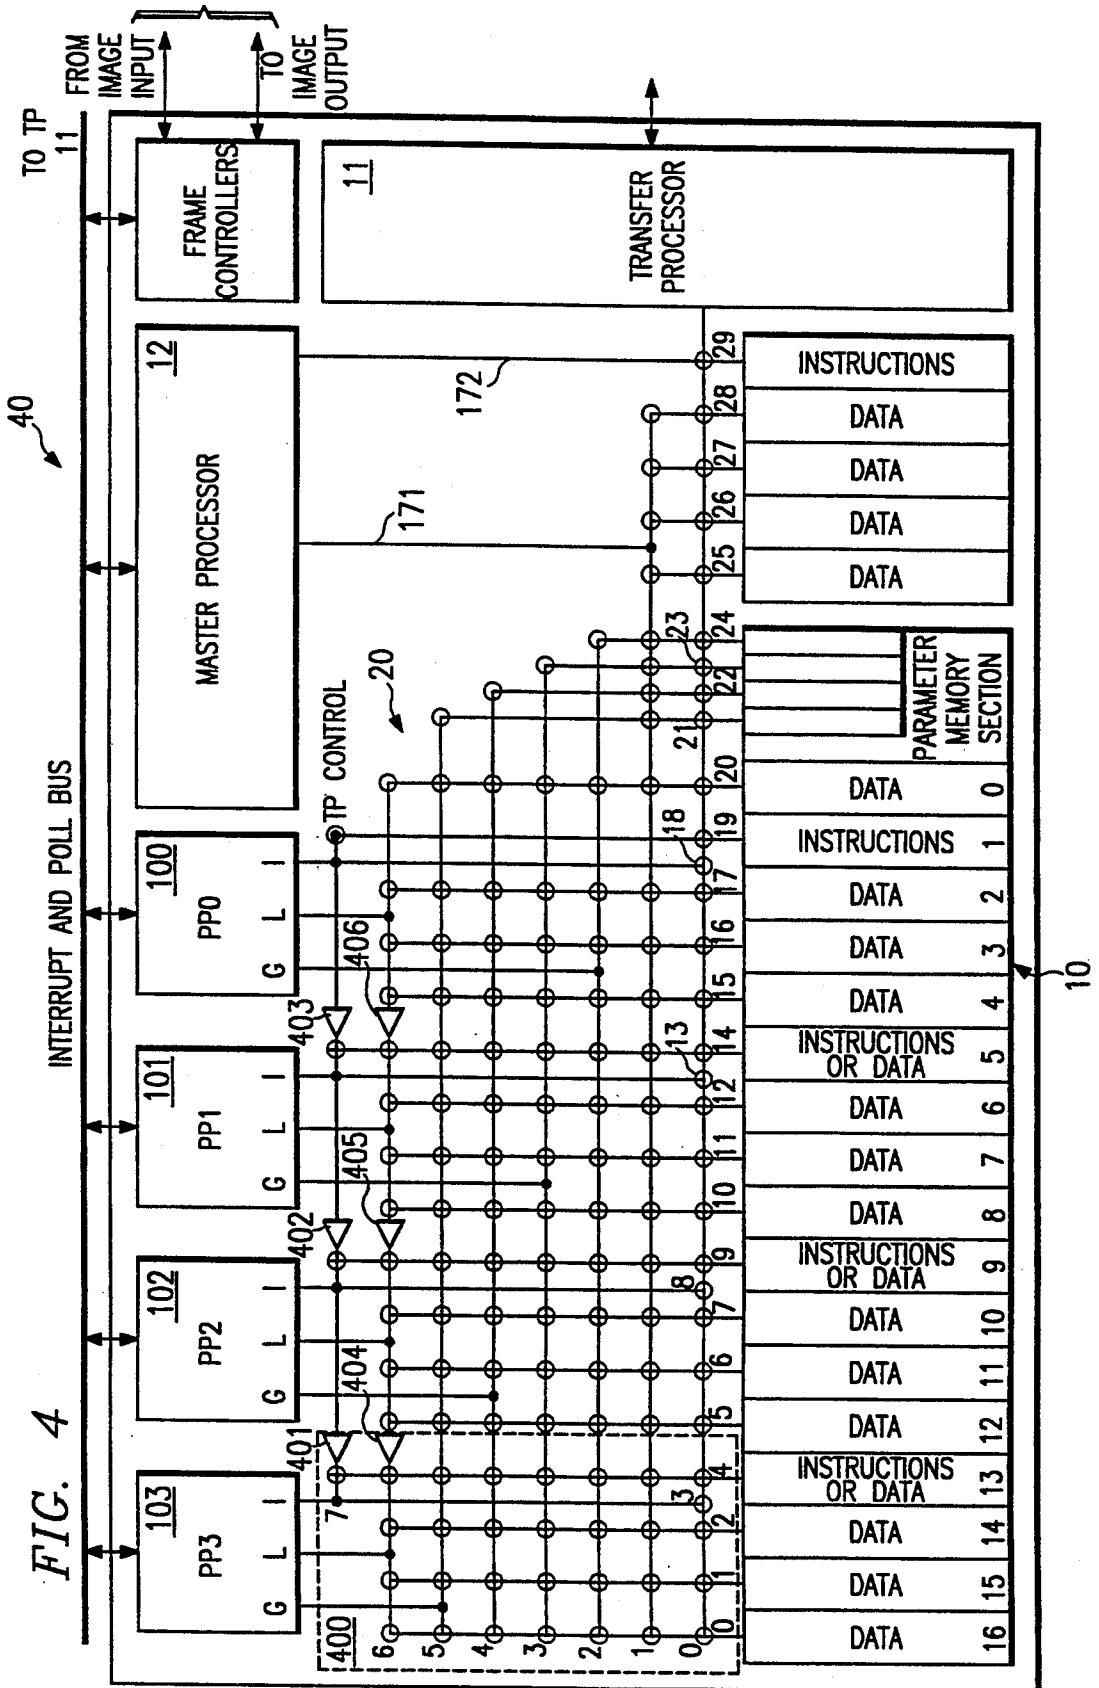 FIG. 4
40
TO TP
11
INTERRUPT AND POLL BUS
FROM
IMAGE
INPUT
TO
IMAGE
OUTPUT
103
PP3
G L I
102
PP2
G L I
101
PP1
G L I
100
PP0
G L I
12
MASTER PROCESSOR
FRAME
CONTROLLERS
11
TRANSFER
PROCESSOR
400
401
402
403
404
405
406
TP CONTROL
20
171
172
7
6
5
4
3
2
1
0
0 1 2 3 4 5 6 7 8 9 10 11 12 13 14 15 16 17 18 19 20 21 22 23 24 25 26 27 28 29
DATA
16
DATA
15
DATA
14
INSTRUCTIONS
OR DATA
13
DATA
12
DATA
11
DATA
10
INSTRUCTIONS
OR DATA
9
DATA
8
DATA
7
DATA
6
INSTRUCTIONS
OR DATA
5
DATA
4
DATA
3
DATA
2
INSTRUCTIONS
1
DATA
0
PARAMETER
MEMORY
SECTION
DATA
DATA
DATA
DATA
INSTRUCTIONS
10